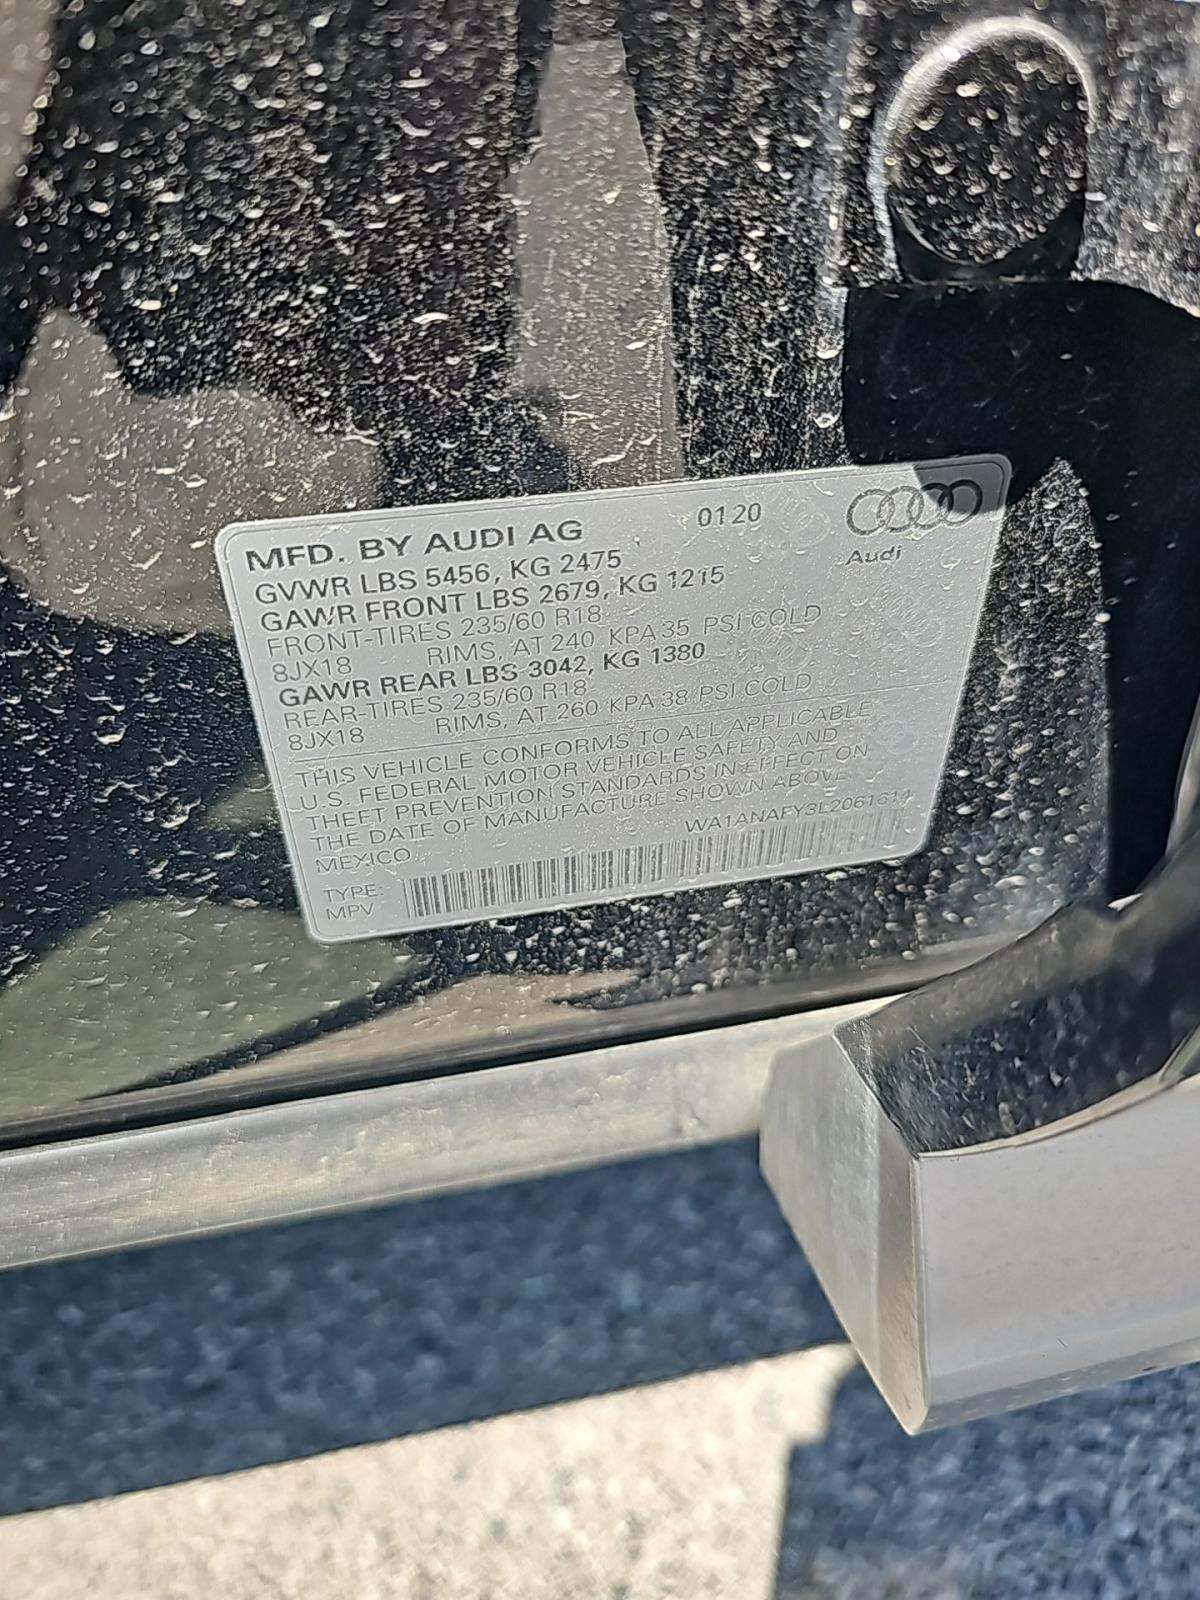 MFD. BY AUDI AG 0120
Audi
GVWR LBS 5456, KG 2475
GAWR FRONT LBS 2679, KG 1215
FRONT-TIRES 235/60 R18
8JX18 RIMS, AT 240 KPA 35 PSI COLD
GAWR REAR LBS 3042, KG 1380
REAR-TIRES 235/60 R18
8JX18 RIMS, AT 260 KPA 38 PSI COLD
THIS VEHICLE CONFORMS TO ALL APPLICABLE
U.S. FEDERAL MOTOR VEHICLE SAFETY AND
THEFT PREVENTION STANDARDS IN EFFECT ON
THE DATE OF MANUFACTURE SHOWN ABOVE
MEXICO WA1ANAFY3L2061614
TYPE:
MPV